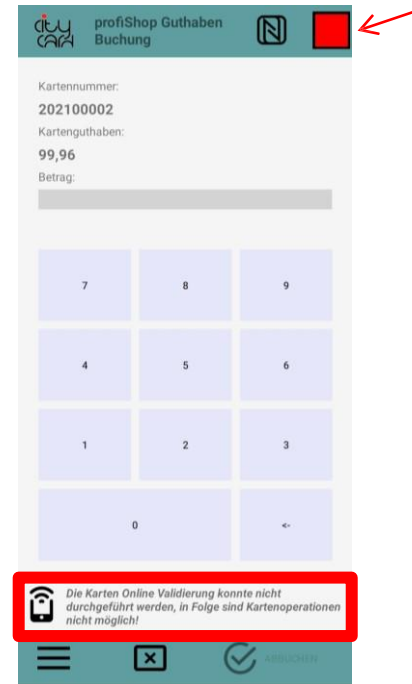 city card
profiShop Guthaben
Buchung
Kartennummer:
202100002
Kartenguthaben:
99,96
Betrag:
7 8 9
4 5 6
1 2 3
0 <-
Die Karten Online Validierung konnte nicht
durchgeführt werden, in Folge sind Kartenoperationen
nicht möglich!
ABBUCHEN